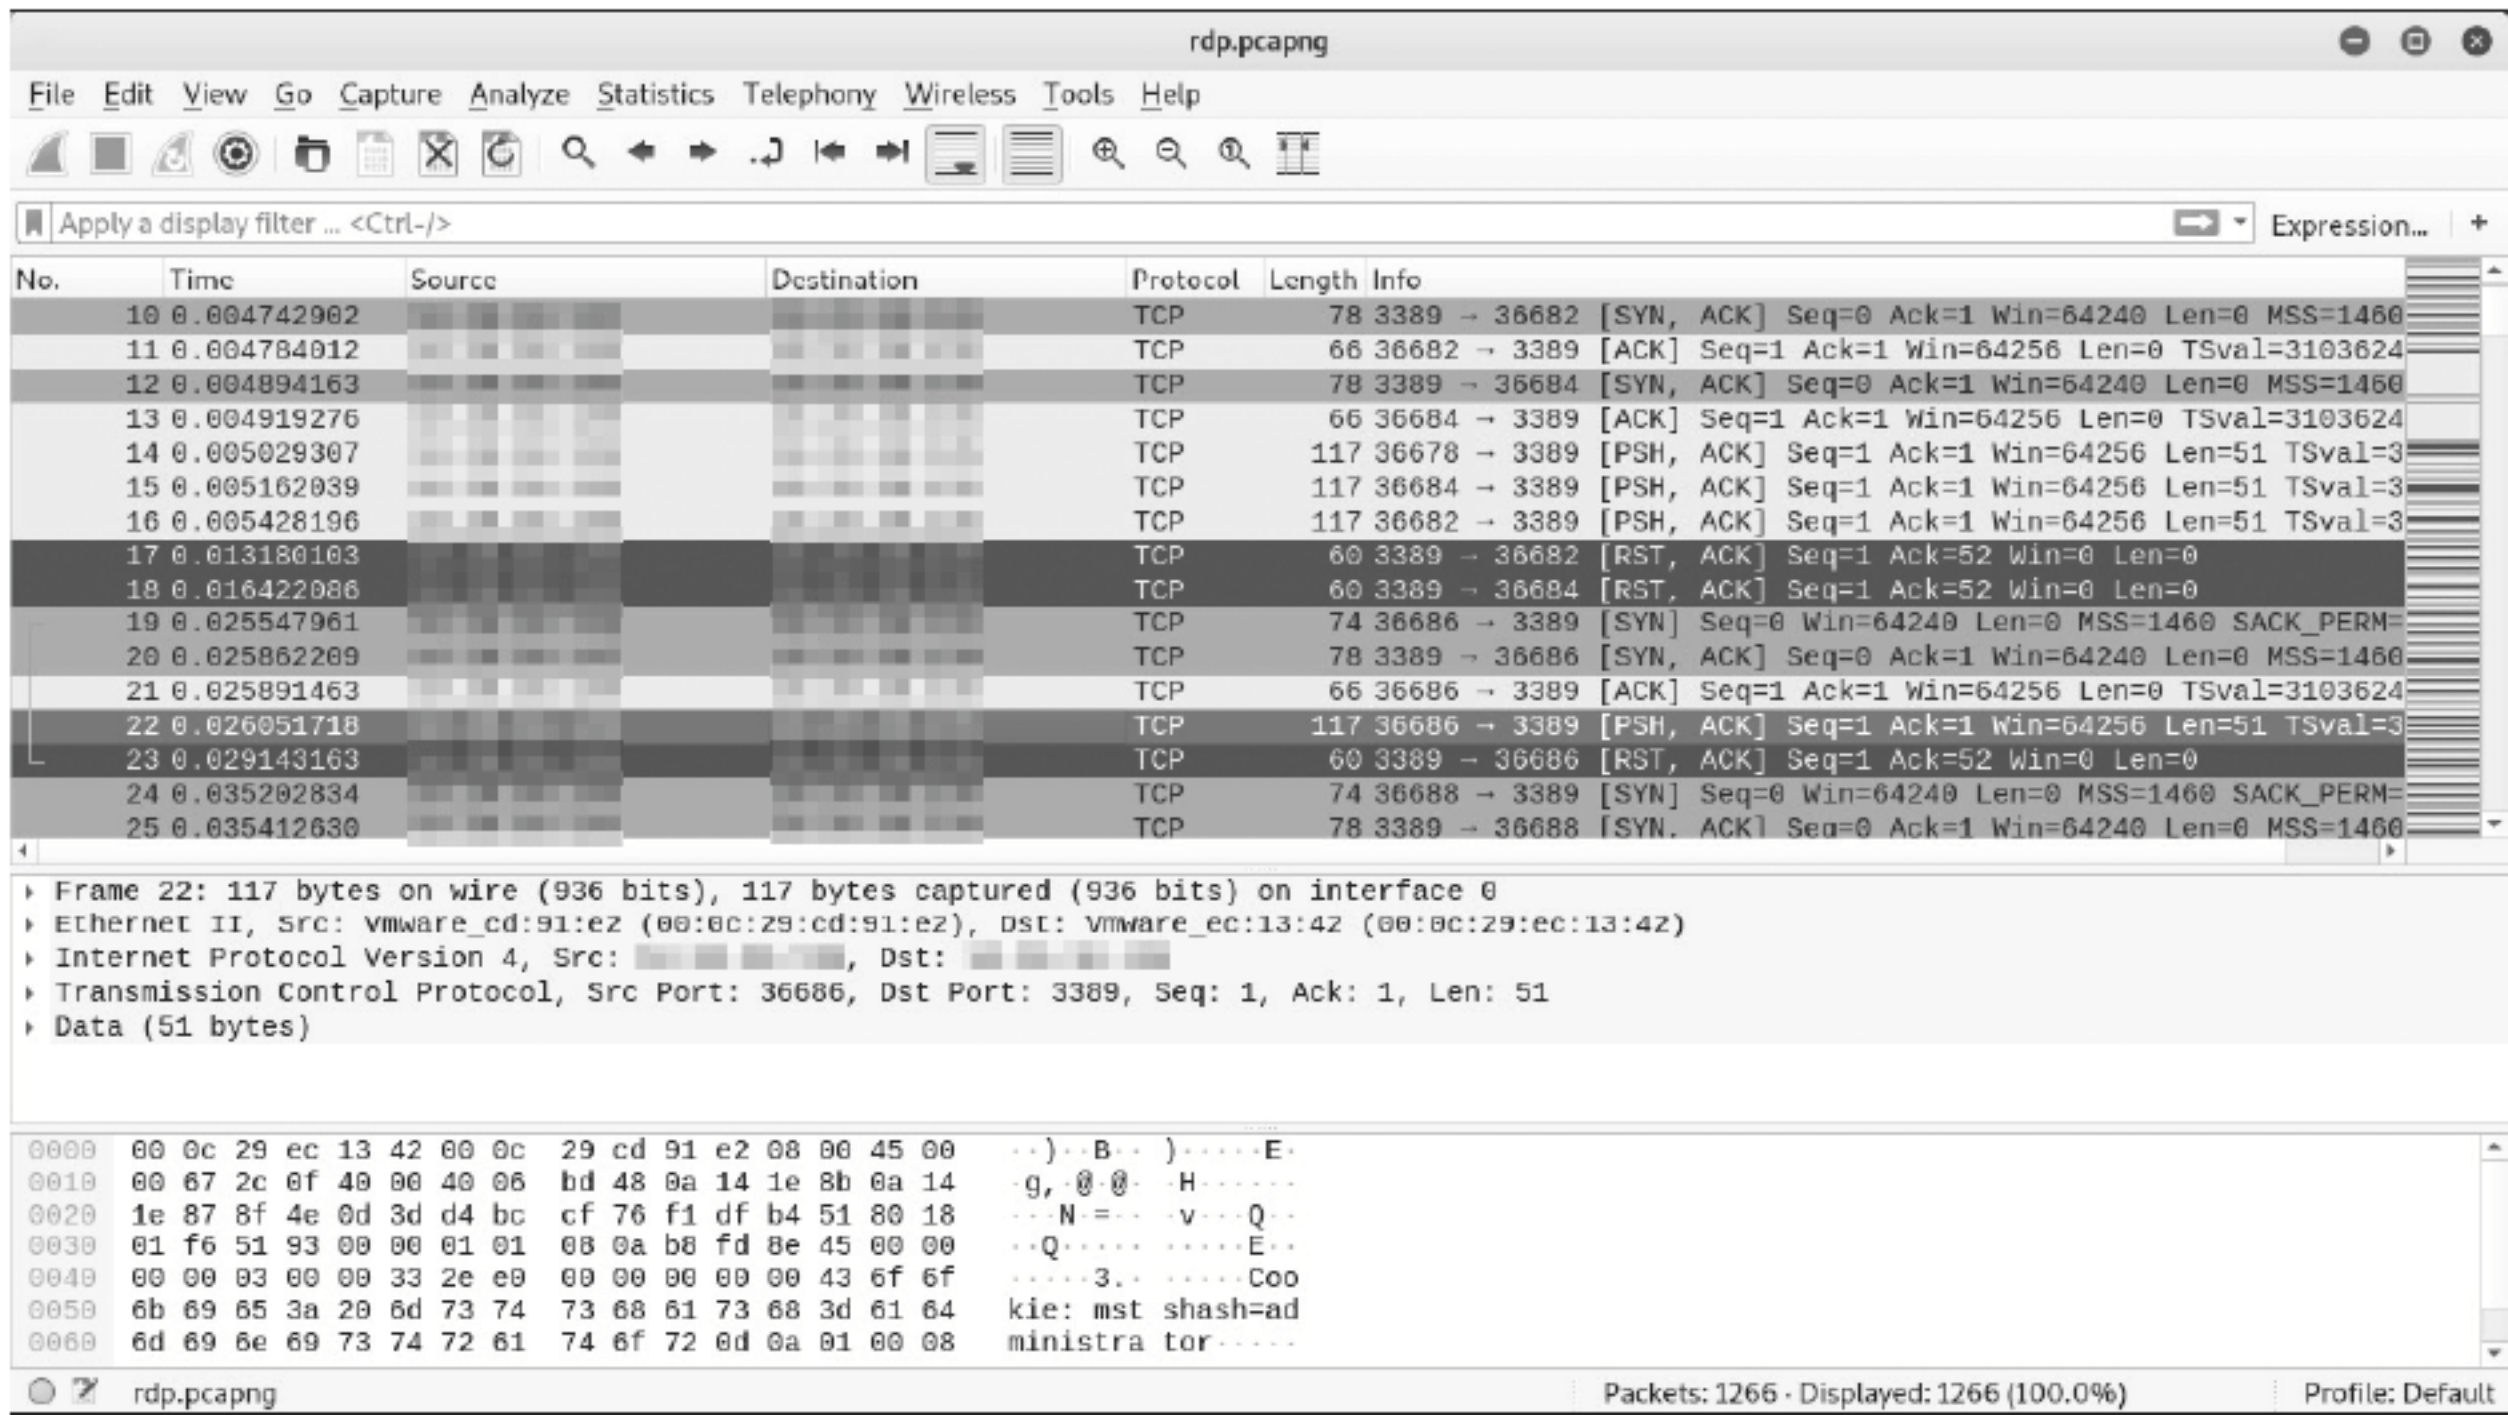 rdp.pcapng
File Edit View Go Capture Analyze Statistics Telephony Wireless Tools Help
Apply a display filter ... <Ctrl-/> Expression... +
No. Time Source Destination Protocol Length Info
10 0.004742902 TCP 78 3389 → 36682 [SYN, ACK] Seq=0 Ack=1 Win=64240 Len=0 MSS=1460
11 0.004784012 TCP 66 36682 → 3389 [ACK] Seq=1 Ack=1 Win=64256 Len=0 TSval=3103624
12 0.004894163 TCP 78 3389 → 36684 [SYN, ACK] Seq=0 Ack=1 Win=64240 Len=0 MSS=1460
13 0.004919276 TCP 66 36684 → 3389 [ACK] Seq=1 Ack=1 Win=64256 Len=0 TSval=3103624
14 0.005029307 TCP 117 36678 → 3389 [PSH, ACK] Seq=1 Ack=1 Win=64256 Len=51 TSval=3
15 0.005162039 TCP 117 36684 → 3389 [PSH, ACK] Seq=1 Ack=1 Win=64256 Len=51 TSval=3
16 0.005428196 TCP 117 36682 → 3389 [PSH, ACK] Seq=1 Ack=1 Win=64256 Len=51 TSval=3
17 0.013180103 TCP 60 3389 → 36682 [RST, ACK] Seq=1 Ack=52 Win=0 Len=0
18 0.016422086 TCP 60 3389 → 36684 [RST, ACK] Seq=1 Ack=52 Win=0 Len=0
19 0.025547961 TCP 74 36686 → 3389 [SYN] Seq=0 Win=64240 Len=0 MSS=1460 SACK_PERM=
20 0.025862209 TCP 78 3389 → 36686 [SYN, ACK] Seq=0 Ack=1 Win=64240 Len=0 MSS=1460
21 0.025891463 TCP 66 36686 → 3389 [ACK] Seq=1 Ack=1 Win=64256 Len=0 TSval=3103624
22 0.026051718 TCP 117 36686 → 3389 [PSH, ACK] Seq=1 Ack=1 Win=64256 Len=51 TSval=3
23 0.029143163 TCP 60 3389 → 36686 [RST, ACK] Seq=1 Ack=52 Win=0 Len=0
24 0.035202834 TCP 74 36688 → 3389 [SYN] Seq=0 Win=64240 Len=0 MSS=1460 SACK_PERM=
25 0.035412630 TCP 78 3389 → 36688 [SYN, ACK] Seq=0 Ack=1 Win=64240 Len=0 MSS=1460
Frame 22: 117 bytes on wire (936 bits), 117 bytes captured (936 bits) on interface 0
Ethernet II, Src: Vmware_cd:91:e2 (00:0c:29:cd:91:e2), Dst: Vmware_ec:13:42 (00:0c:29:ec:13:42)
Internet Protocol Version 4, Src: , Dst:
Transmission Control Protocol, Src Port: 36686, Dst Port: 3389, Seq: 1, Ack: 1, Len: 51
Data (51 bytes)
0000 00 0c 29 ec 13 42 00 0c 29 cd 91 e2 08 00 45 00 ··)··B·· )·····E·
0010 00 67 2c 0f 40 00 40 06 bd 48 0a 14 1e 8b 0a 14 ·g,·@·@· ·H······
0020 1e 87 8f 4e 0d 3d d4 bc cf 76 f1 df b4 51 80 18 ···N·=·· ·v···Q··
0030 01 f6 51 93 00 00 01 01 08 0a b8 fd 8e 45 00 00 ··Q····· ·····E··
0040 00 00 03 00 00 33 2e e0 00 00 00 00 00 43 6f 6f ·····3.· ·····Coo
0050 6b 69 65 3a 20 6d 73 74 73 68 61 73 68 3d 61 64 kie: mst shash=ad
0060 6d 69 6e 69 73 74 72 61 74 6f 72 0d 0a 01 00 08 ministra tor·····
rdp.pcapng Packets: 1266 · Displayed: 1266 (100.0%) Profile: Default